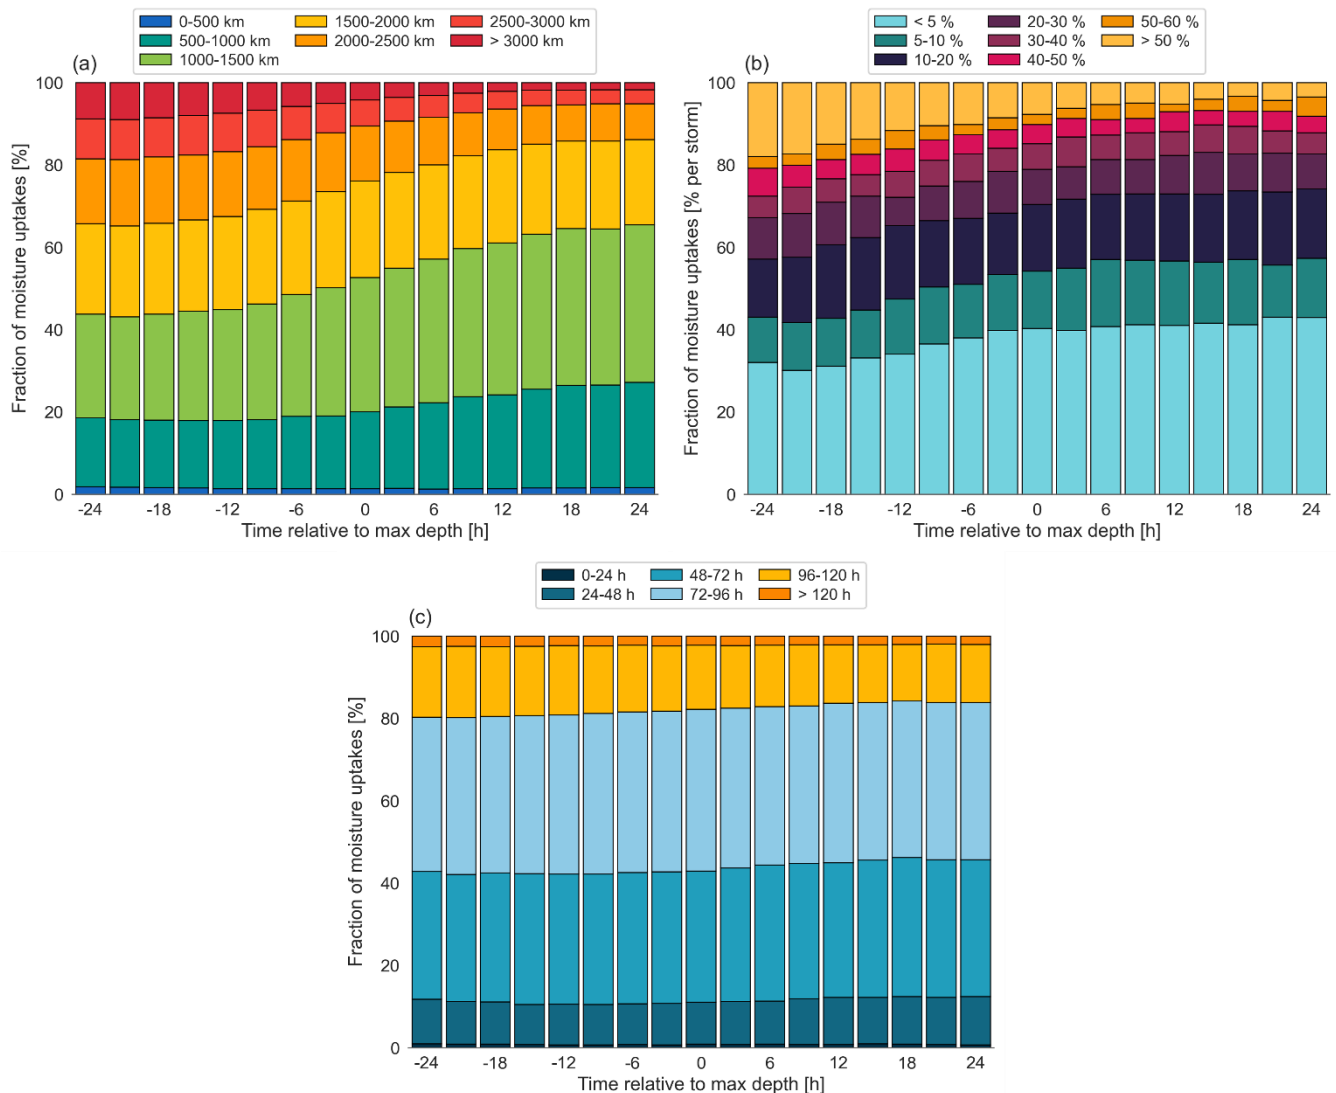 0-500 km 1500-2000 km 2500-3000 km
500-1000 km 2000-2500 km > 3000 km
1000-1500 km
(a)
Fraction of moisture uptakes [%]
100
80
60
40
20
0
-24 -18 -12 -6 0 6 12 18 24
Time relative to max depth [h]
< 5 % 20-30 % 50-60 %
5-10 % 30-40 % > 50 %
10-20 % 40-50 %
(b)
Fraction of moisture uptakes [% per storm]
100
80
60
40
20
0
-24 -18 -12 -6 0 6 12 18 24
Time relative to max depth [h]
0-24 h 48-72 h 96-120 h
24-48 h 72-96 h > 120 h
(c)
Fraction of moisture uptakes [%]
100
80
60
40
20
0
-24 -18 -12 -6 0 6 12 18 24
Time relative to max depth [h]